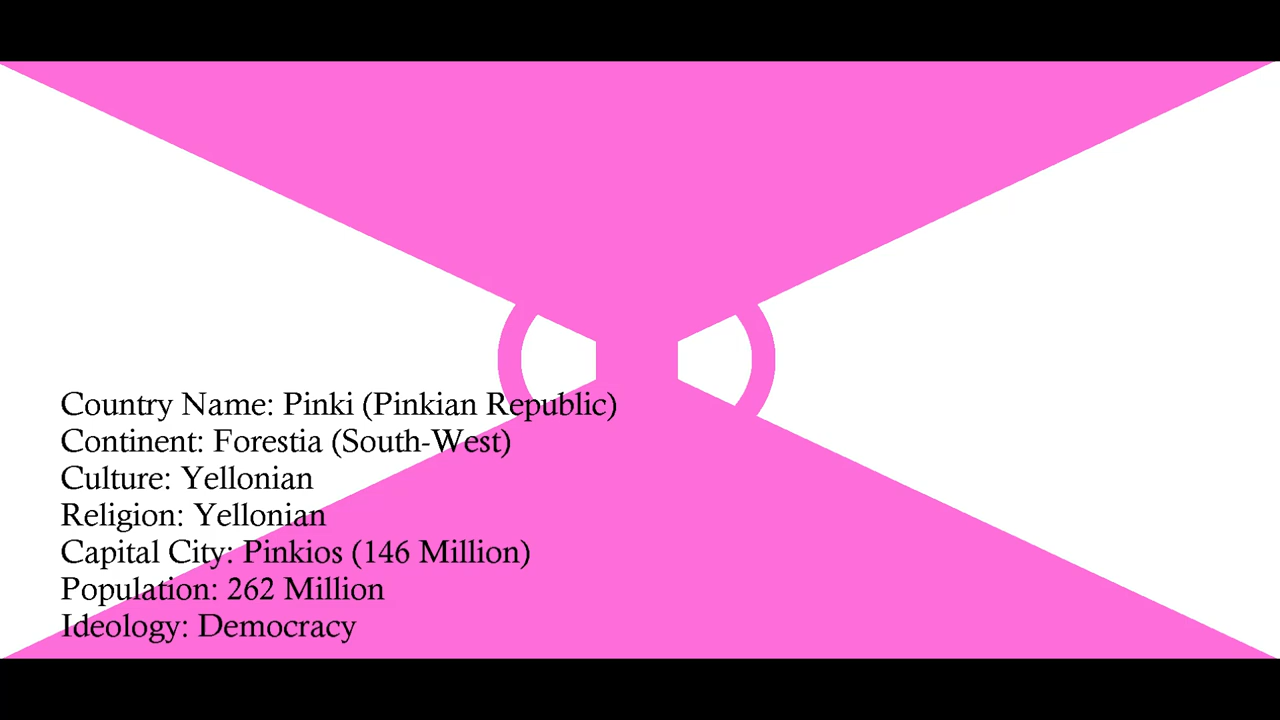 Country Name: Pinki (Pinkian Republic)
Continent: Forestia (South-West)
Culture: Yellonian
Religion: Yellonian
Capital City: Pinkios (146 Million)
Population: 262 Million
Ideology: Democracy